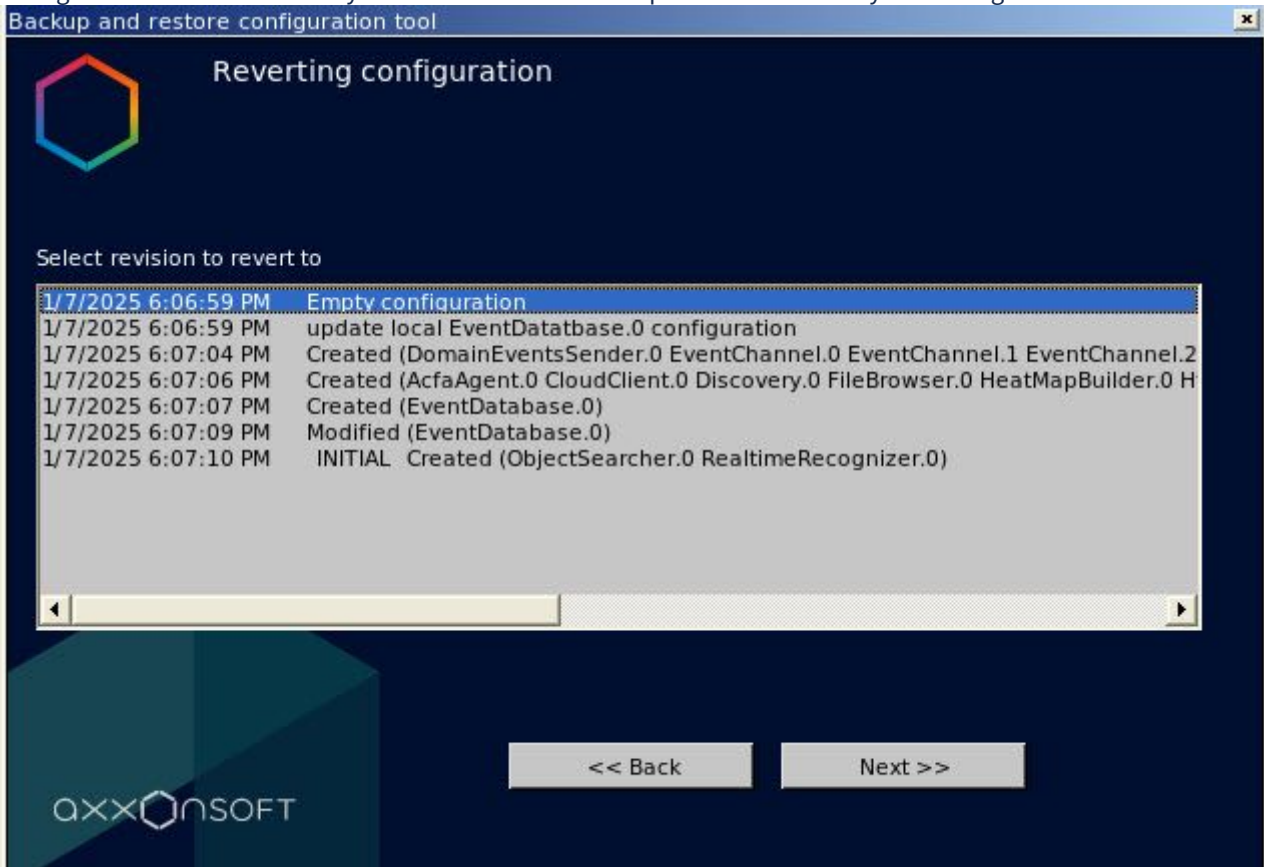 Backup and restore configuration tool
Reverting configuration
Select revision to revert to
1/7/2025 6:06:59 PM Empty configuration
1/7/2025 6:06:59 PM update local EventDatatbase.0 configuration
1/7/2025 6:07:04 PM Created (DomainEventsSender.0 EventChannel.0 EventChannel.1 EventChannel.2
1/7/2025 6:07:06 PM Created (AcfaAgent.0 CloudClient.0 Discovery.0 FileBrowser.0 HeatMapBuilder.0 H
1/7/2025 6:07:07 PM Created (EventDatabase.0)
1/7/2025 6:07:09 PM Modified (EventDatabase.0)
1/7/2025 6:07:10 PM INITIAL Created (ObjectSearcher.0 RealtimeRecognizer.0)
<< Back Next >>
axxonsoft